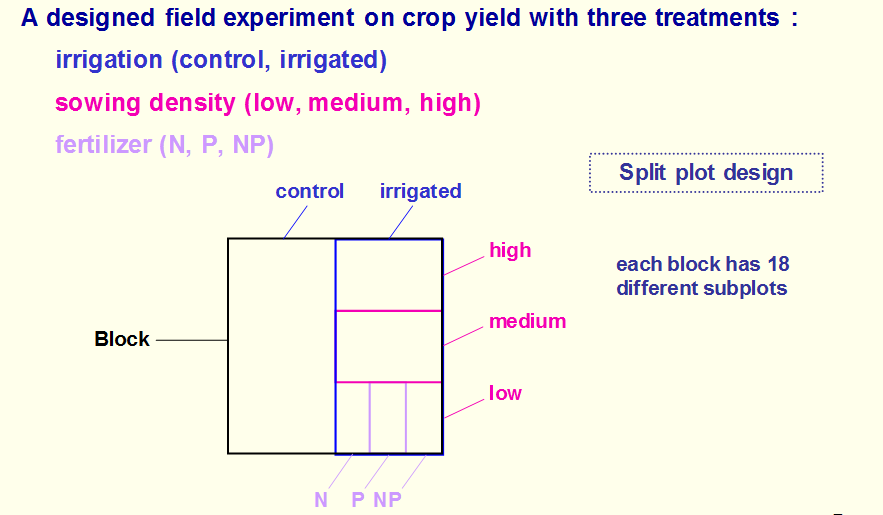 A designed field experiment on crop yield with three treatments :
irrigation (control, irrigated)
sowing density (low, medium, high)
fertilizer (N, P, NP)
Split plot design
control irrigated
high
each block has 18
different subplots
medium
Block
low
N P NP